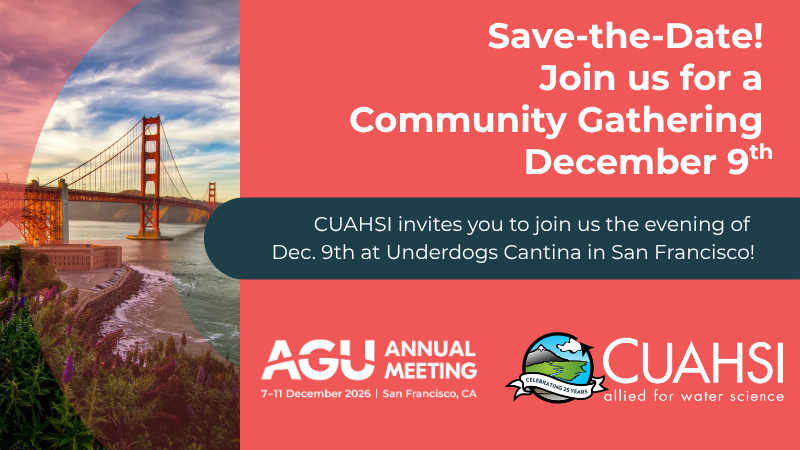 Save-the-Date!
Join us for a
Community Gathering
December 9th
CUAHSI invites you to join us the evening of
Dec. 9th at Underdogs Cantina in San Francisco!
AGU ANNUAL
MEETING
7–11 December 2026 | San Francisco, CA
CUAHSI
CELEBRATING 25 YEARS
allied for water science